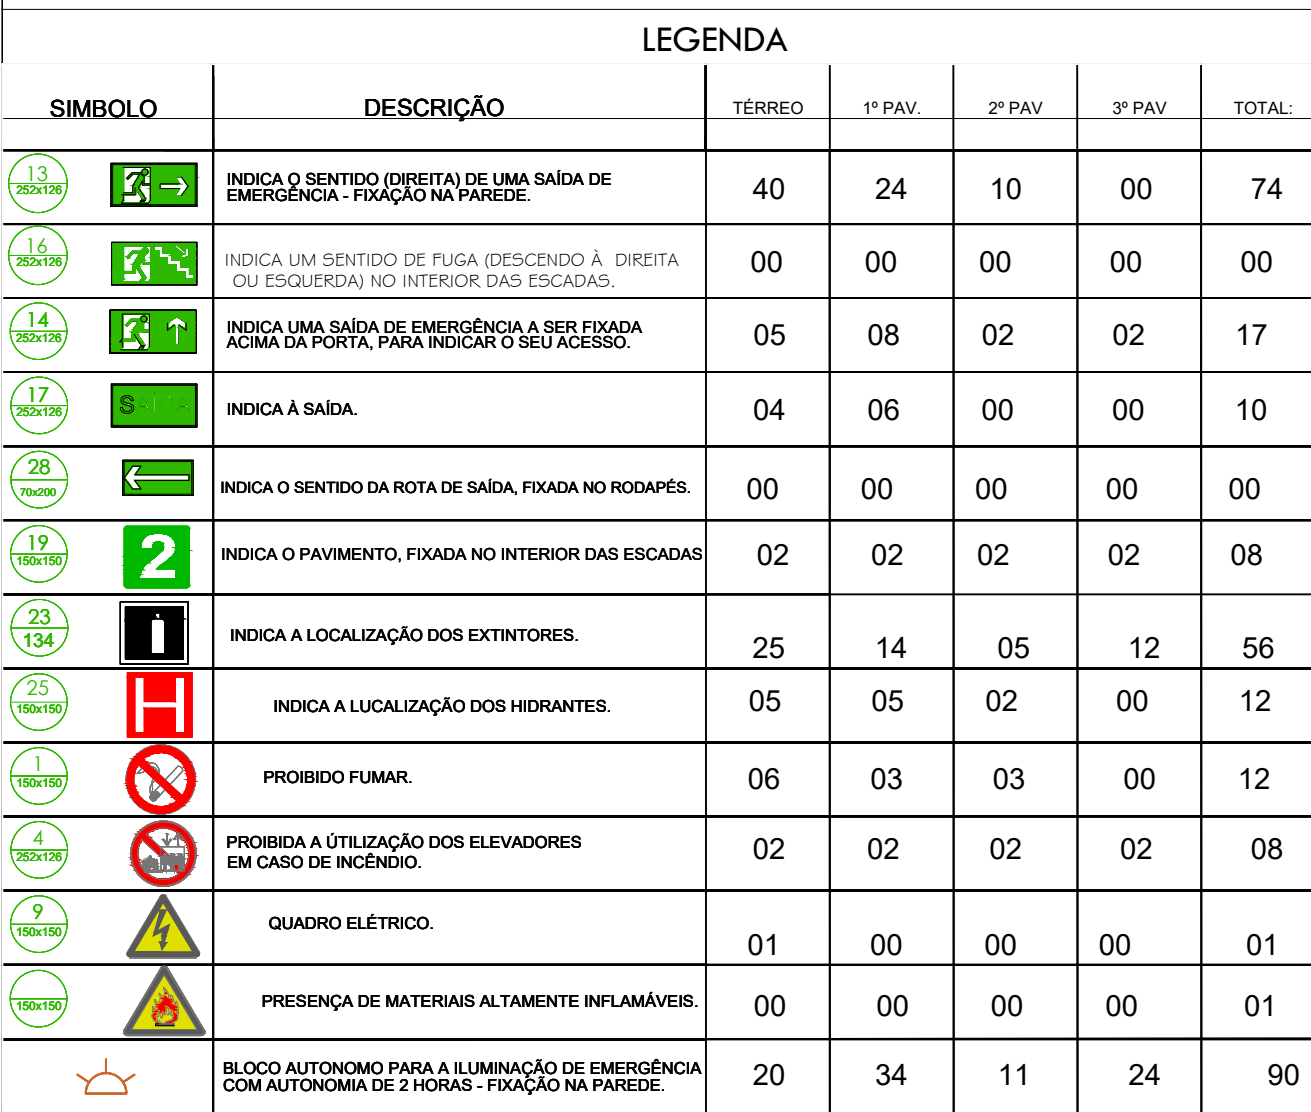 LEGENDA
SIMBOLO DESCRIÇÃO TÉRREO 1º PAV. 2º PAV 3º PAV TOTAL:
13
252x126
INDICA O SENTIDO (DIREITA) DE UMA SAÍDA DE
EMERGÊNCIA - FIXAÇÃO NA PAREDE.
40 24 10 00 74
16
252x126
INDICA UM SENTIDO DE FUGA (DESCENDO À DIREITA
OU ESQUERDA) NO INTERIOR DAS ESCADAS.
00 00 00 00 00
14
252x126
INDICA UMA SAÍDA DE EMERGÊNCIA A SER FIXADA
ACIMA DA PORTA, PARA INDICAR O SEU ACESSO.
05 08 02 02 17
17
252x126
SAÍDA
INDICA À SAÍDA.
04 06 00 00 10
28
70x200
INDICA O SENTIDO DA ROTA DE SAÍDA, FIXADA NO RODAPÉS.
00 00 00 00 00
19
150x150
2
INDICA O PAVIMENTO, FIXADA NO INTERIOR DAS ESCADAS
02 02 02 02 08
23
134
INDICA A LOCALIZAÇÃO DOS EXTINTORES.
25 14 05 12 56
25
150x150
H
INDICA A LUCALIZAÇÃO DOS HIDRANTES.
05 05 02 00 12
1
150x150
PROIBIDO FUMAR.
06 03 03 00 12
4
252x126
PROIBIDA A ÚTILIZAÇÃO DOS ELEVADORES
EM CASO DE INCÊNDIO.
02 02 02 02 08
9
150x150
QUADRO ELÉTRICO.
01 00 00 00 01
150x150
PRESENÇA DE MATERIAIS ALTAMENTE INFLAMÁVEIS.
00 00 00 00 01
BLOCO AUTONOMO PARA A ILUMINAÇÃO DE EMERGÊNCIA
COM AUTONOMIA DE 2 HORAS - FIXAÇÃO NA PAREDE.
20 34 11 24 90